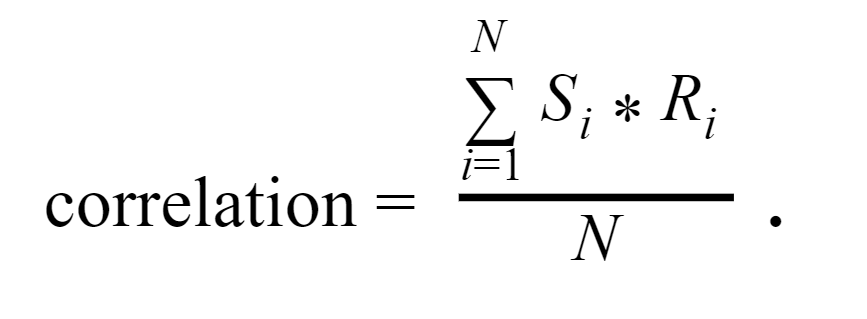 N
∑ S_i * R_i
i=1
correlation = ―――― .
N